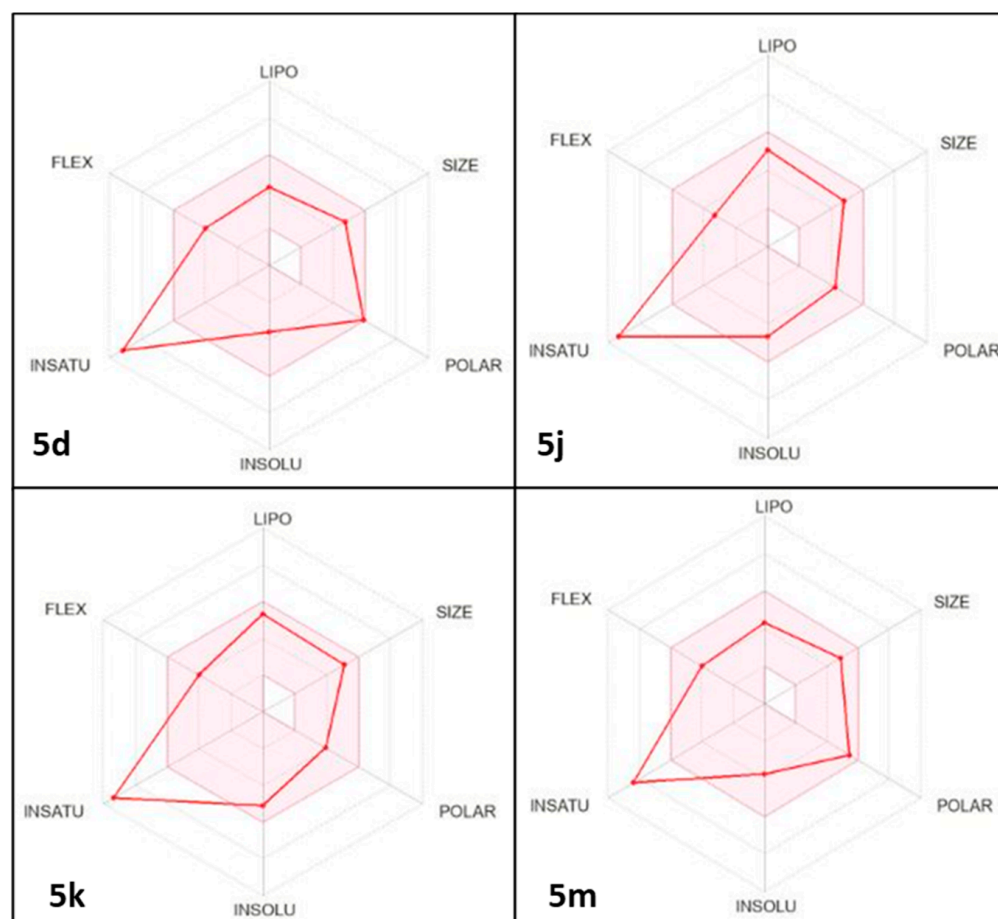 LIPO
FLEX
SIZE
INSATU
POLAR
INSOLU
5d
LIPO
FLEX
SIZE
INSATU
POLAR
INSOLU
5j
LIPO
FLEX
SIZE
INSATU
POLAR
INSOLU
5k
LIPO
FLEX
SIZE
INSATU
POLAR
INSOLU
5m